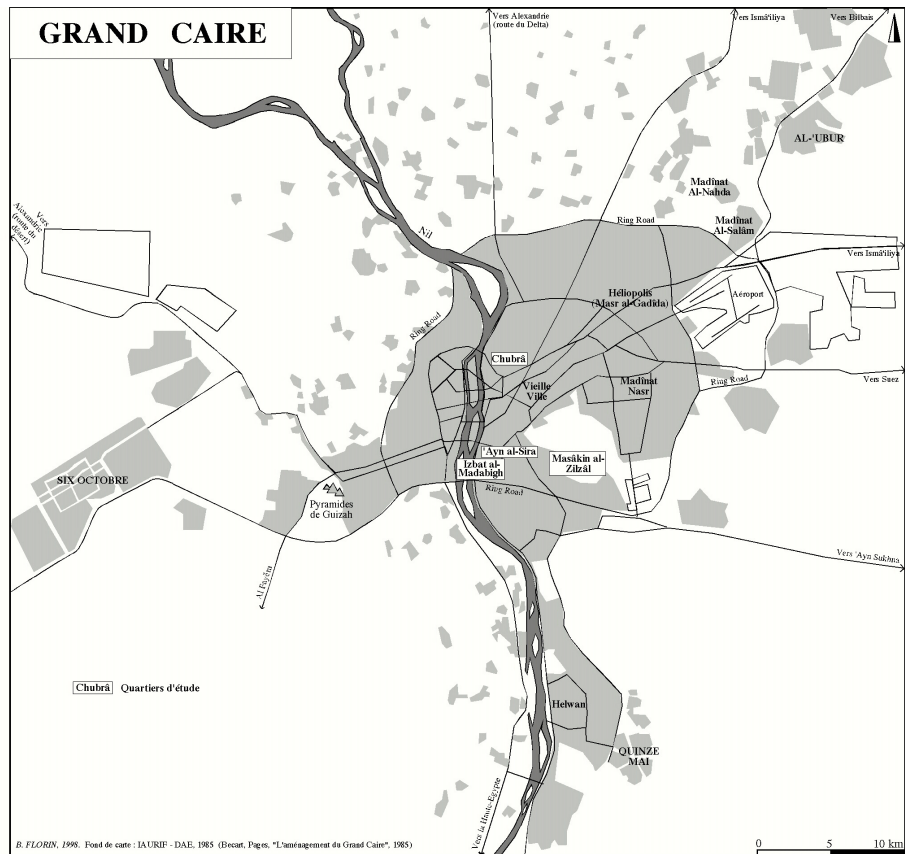 GRAND CAIRE
Vers Alexandrie
(route du Delta)
Vers Ismâ'iliya
Vers Bilbais
AL-'UBUR
Madînat
Al-Nahda
Madînat
Al-Salâm
Ring Road
Vers
Alexandrie
(route du
désert)
Nil
Vers Ismâ'iliya
Héliopolis
(Masr al-Gadîda)
Aéroport
Ring Road
Chubrâ
Vieille
Ville
Madînat
Nasr
Ring Road
Vers Suez
'Ayn al-Sira
Izbat al-
Madabigh
Masâkin al-
Zilzâl
SIX OCTOBRE
Ring Road
Pyramides
de Guizah
Vers 'Ayn Sukhna
Al Fayûm
Chubrâ Quartiers d'étude
Helwan
QUINZE
MAI
Vers la Haute-Egypte
B. FLORIN, 1998. Fond de carte : IAURIF - DAE, 1985 (Becart, Pages, "L'aménagement du Grand Caire", 1985)
0 5 10 km